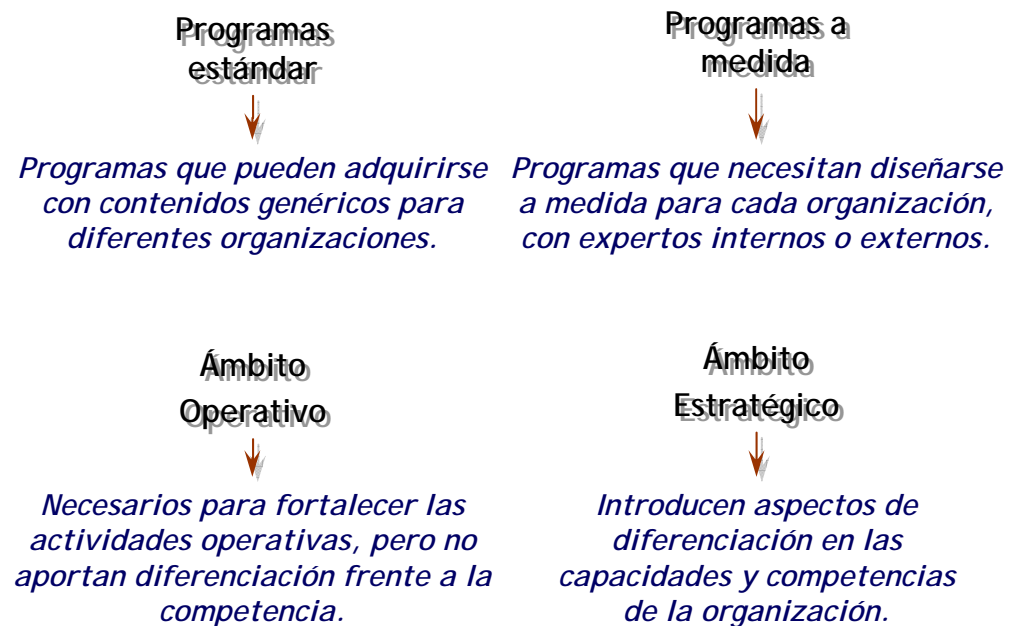 Programas
estándar
Programas que pueden adquirirse
con contenidos genéricos para
diferentes organizaciones.
Programas a
medida
Programas que necesitan diseñarse
a medida para cada organización,
con expertos internos o externos.
Ámbito
Operativo
Necesarios para fortalecer las
actividades operativas, pero no
aportan diferenciación frente a la
competencia.
Ámbito
Estratégico
Introducen aspectos de
diferenciación en las
capacidades y competencias
de la organización.